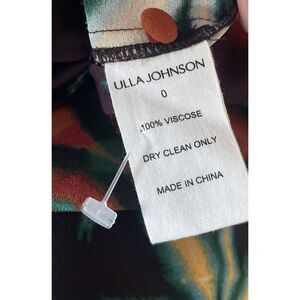 ULLA JOHNSON
0
100% VISCOSE
DRY CLEAN ONLY
MADE IN CHINA